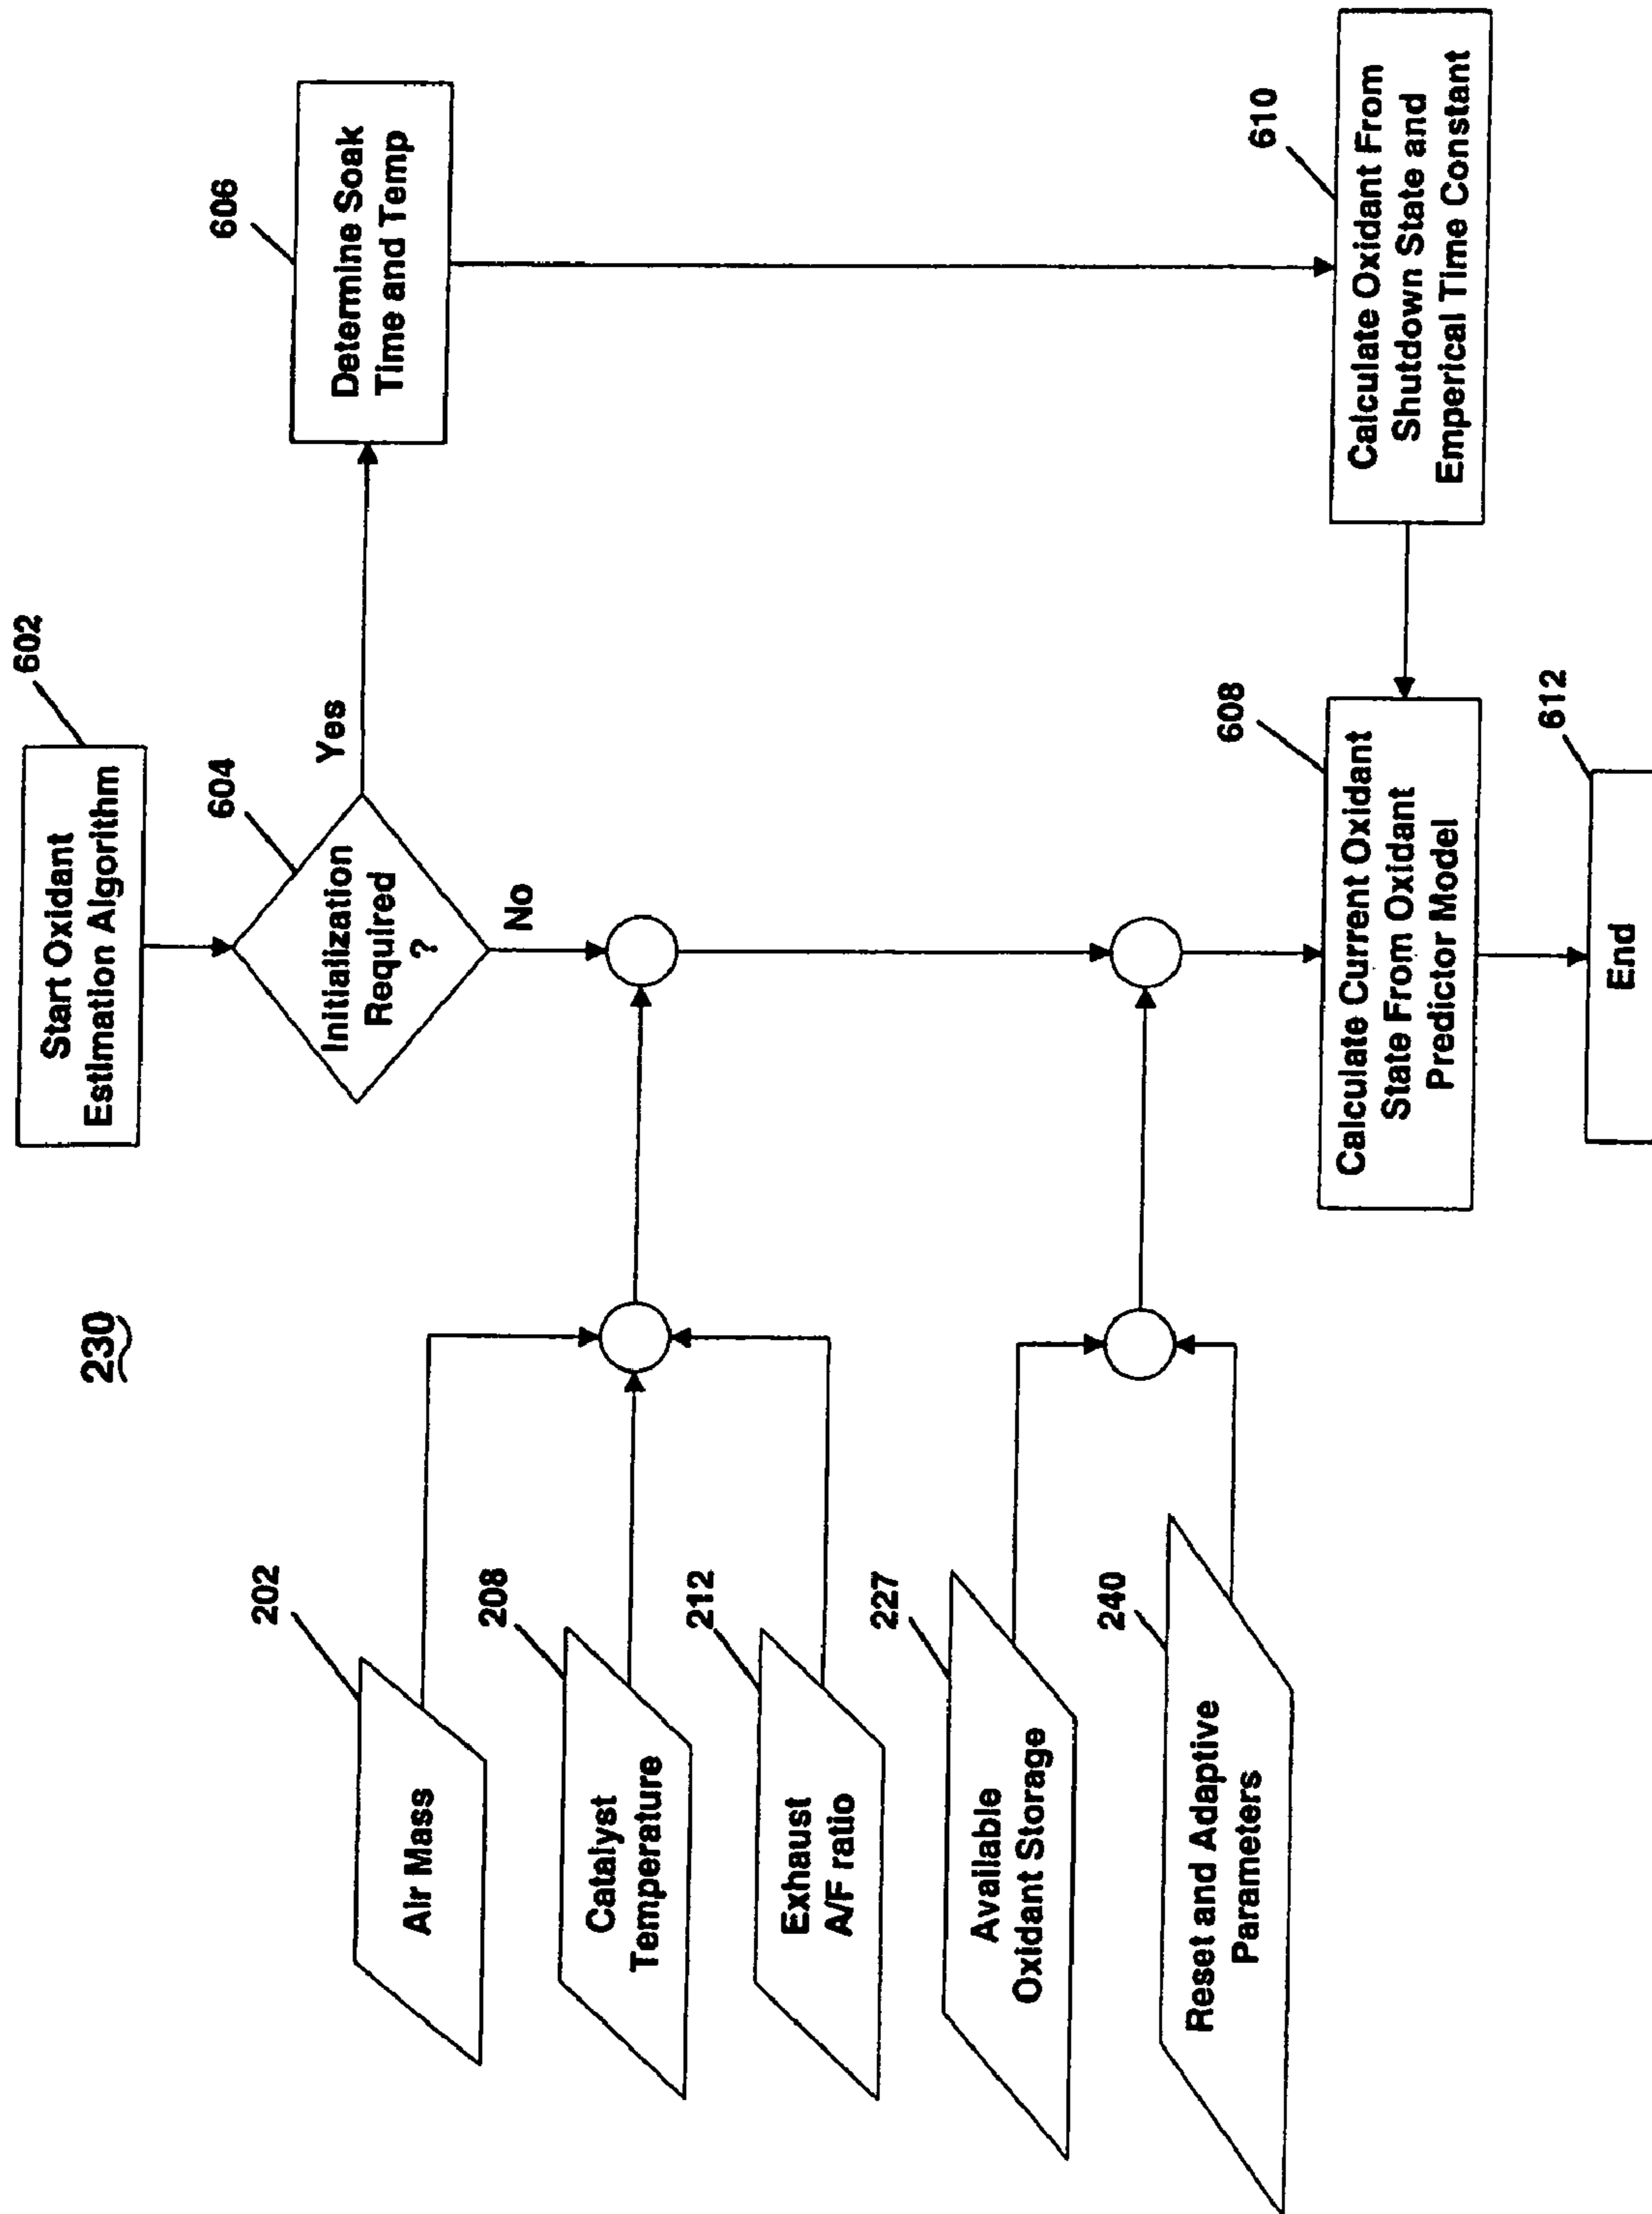 230
602
Start Oxidant
Estimation Algorithm
604
Initialization
Required
?
Yes
No
606
Determine Soak
Time and Temp
202
Air Mass
208
Catalyst
Temperature
212
Exhaust
A/F ratio
227
Available
Oxidant Storage
240
Reset and Adaptive
Parameters
610
Calculate Oxidant From
Shutdown State and
Emperical Time Constant
608
Calculate Current Oxidant
State From Oxidant
Predictor Model
612
End